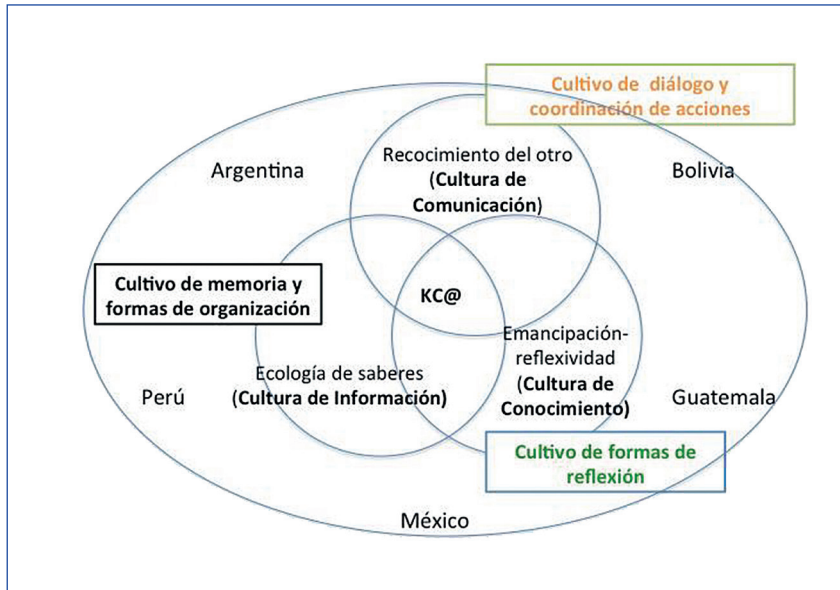 Cultivo de diálogo y
coordinación de acciones
Recocimiento del otro
(Cultura de
Comunicación)
Argentina
Bolivia
Cultivo de memoria y
formas de organización
KC@
Emancipación-
reflexividad
(Cultura de
Conocimiento)
Ecología de saberes
(Cultura de Información)
Perú
Guatemala
Cultivo de formas de
reflexión
México